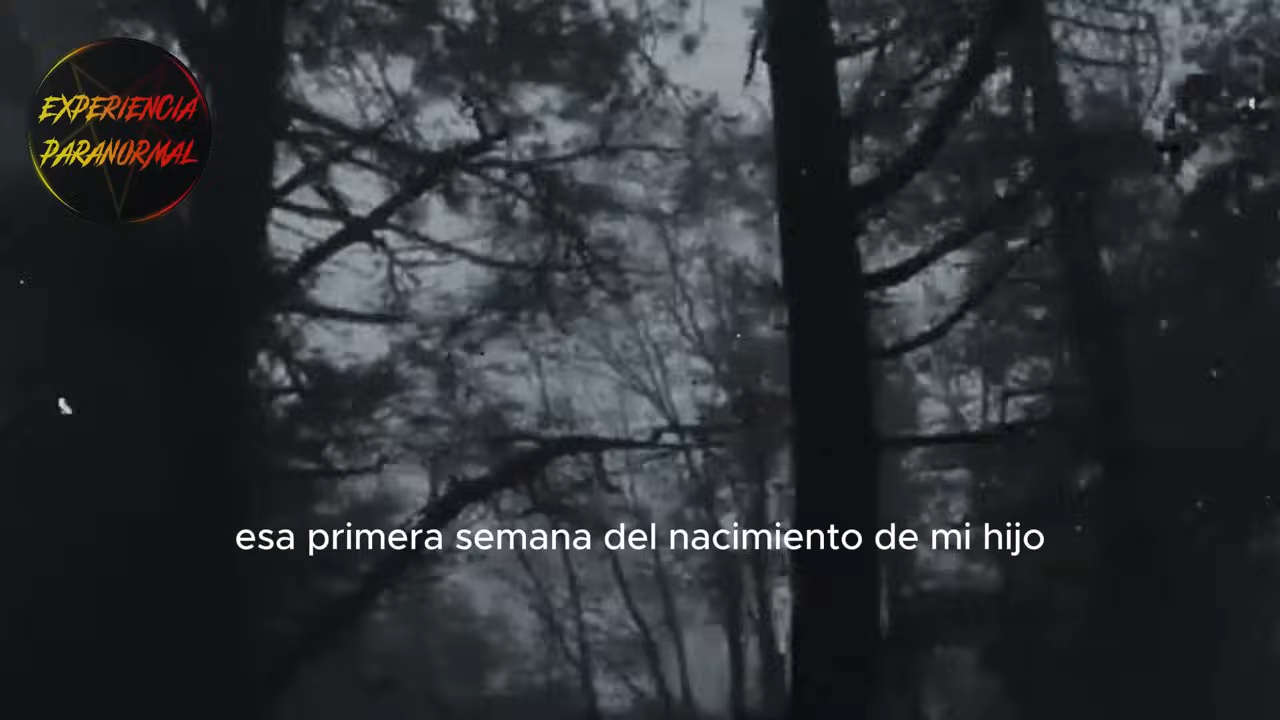 EXPERIENCIA
PARANORMAL
esa primera semana del nacimiento de mi hijo